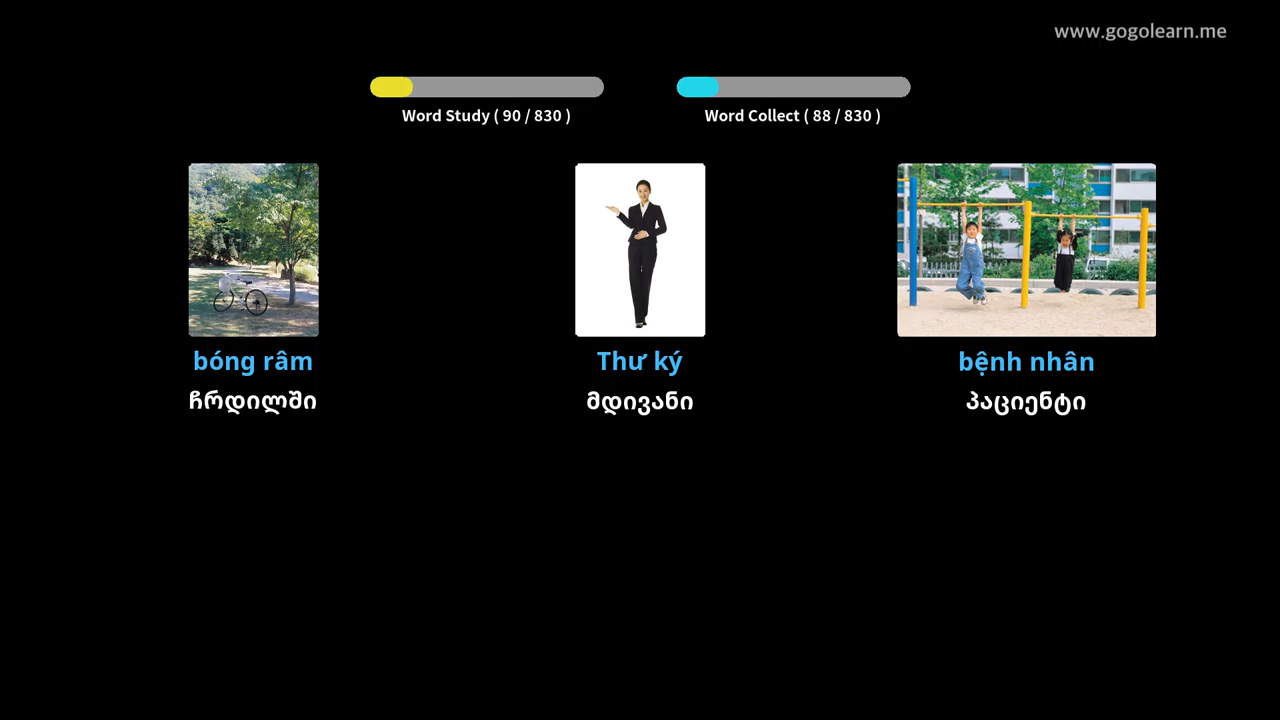 www.gogolearn.me
Word Study ( 90 / 830 )
Word Collect ( 88 / 830 )
bóng râm
ჩრდილში
Thư ký
მდივანი
bệnh nhân
პაციენტი